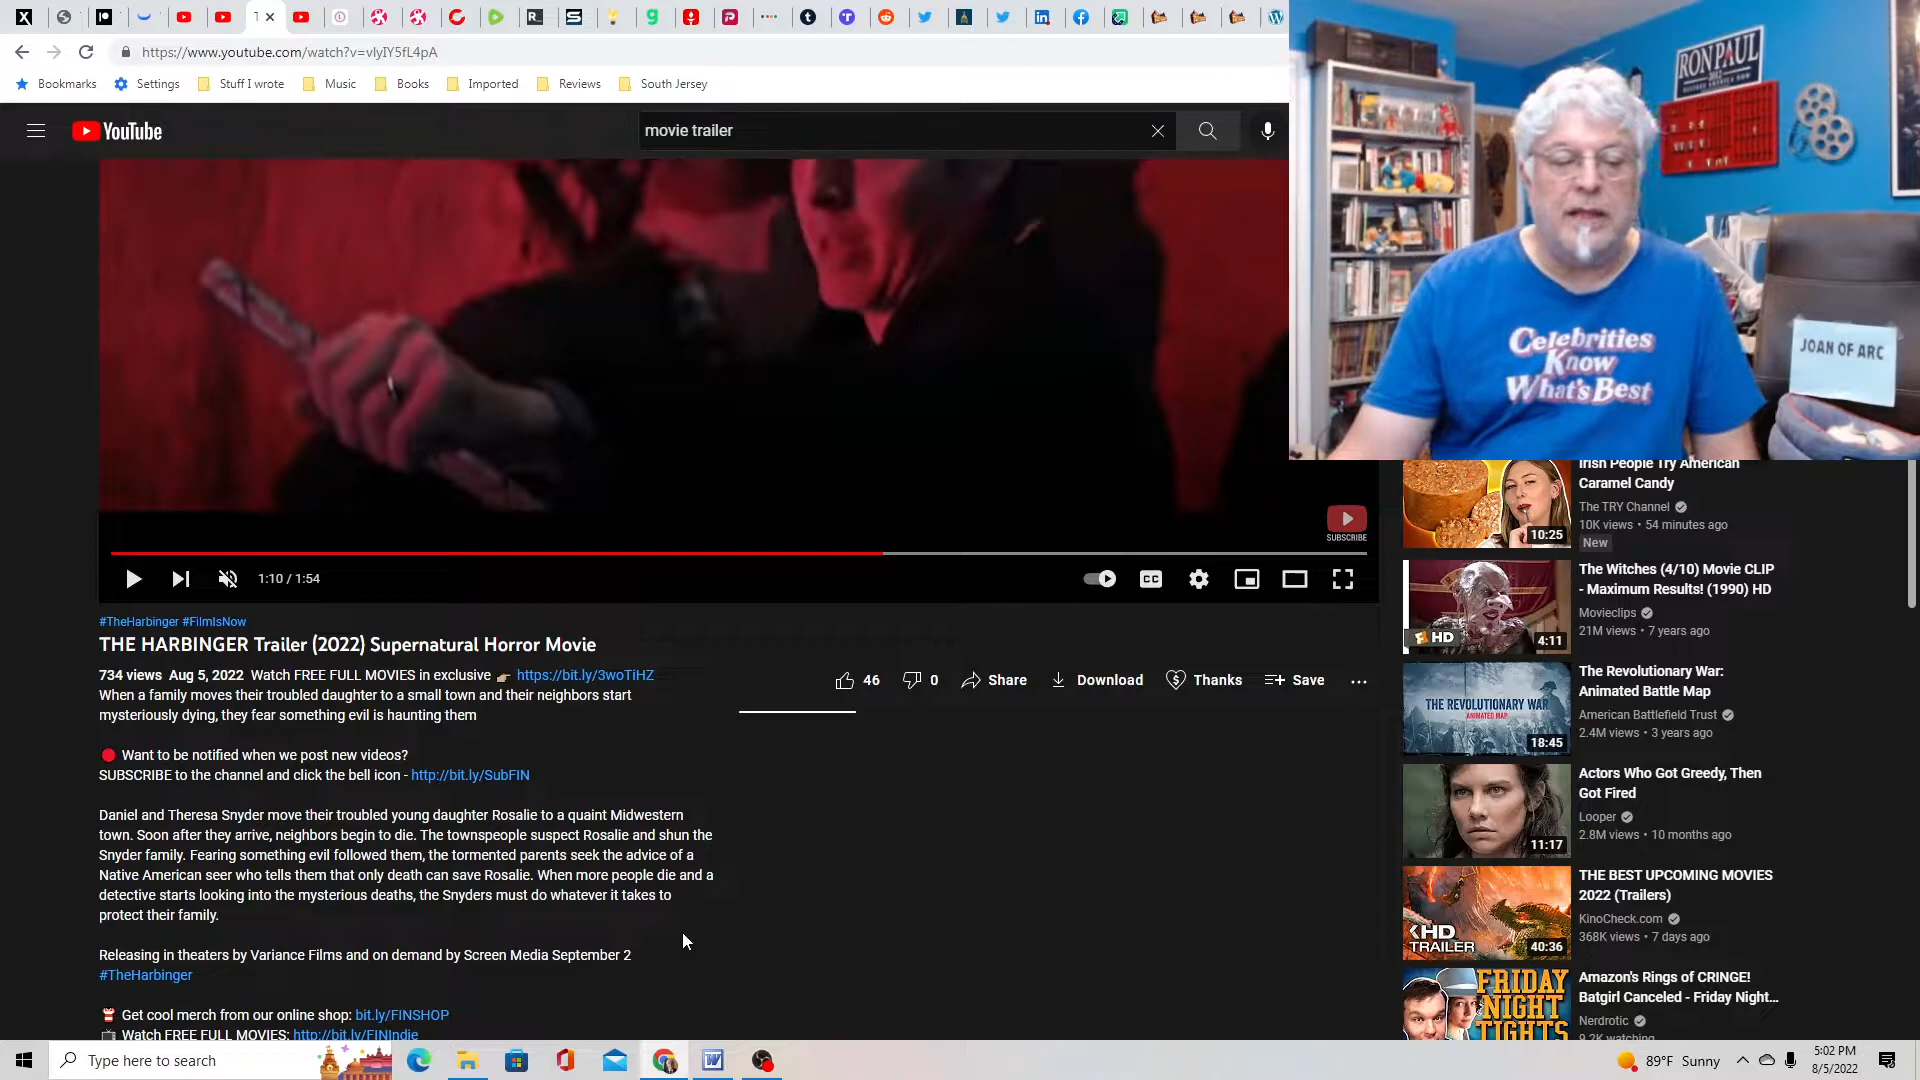 https://www.youtube.com/watch?v=vIyIY5fL4pA
Bookmarks
Settings
Stuff I wrote
Music
Books
Imported
Reviews
South Jersey
YouTube
movie trailer
RON PAUL
2012
Celebrities
Know
What's Best
JOAN OF ARC
SUBSCRIBE
1:10 / 1:54
CC
#TheHarbinger #FilmIsNow
THE HARBINGER Trailer (2022) Supernatural Horror Movie
734 views Aug 5, 2022 Watch FREE FULL MOVIES in exclusive 👉 https://bit.ly/3woTiHZ
When a family moves their troubled daughter to a small town and their neighbors start
mysteriously dying, they fear something evil is haunting them
46
0
Share
Download
Thanks
Save
🔴 Want to be notified when we post new videos?
SUBSCRIBE to the channel and click the bell icon - http://bit.ly/SubFIN
Daniel and Theresa Snyder move their troubled young daughter Rosalie to a quaint Midwestern
town. Soon after they arrive, neighbors begin to die. The townspeople suspect Rosalie and shun the
Snyder family. Fearing something evil followed them, the tormented parents seek the advice of a
Native American seer who tells them that only death can save Rosalie. When more people die and a
detective starts looking into the mysterious deaths, the Snyders must do whatever it takes to
protect their family.
Releasing in theaters by Variance Films and on demand by Screen Media September 2
#TheHarbinger
Get cool merch from our online shop: bit.ly/FINSHOP
Watch FREE FULL MOVIES: http://bit.ly/FINIndie
Irish People Try American
Caramel Candy
The TRY Channel
10K views • 54 minutes ago
New
10:25
The Witches (4/10) Movie CLIP
- Maximum Results! (1990) HD
Movieclips
21M views • 7 years ago
HD
4:11
The Revolutionary War:
Animated Battle Map
American Battlefield Trust
2.4M views • 3 years ago
THE REVOLUTIONARY WAR
ANIMATED MAP
18:45
Actors Who Got Greedy, Then
Got Fired
Looper
2.8M views • 10 months ago
11:17
THE BEST UPCOMING MOVIES
2022 (Trailers)
KinoCheck.com
368K views • 7 days ago
KHD
TRAILER
40:36
Amazon's Rings of CRINGE!
Batgirl Canceled - Friday Night...
Nerdrotic
9.2K watching
FRIDAY
NIGHT
TIGHTS
Type here to search
89°F Sunny
5:02 PM
8/5/2022